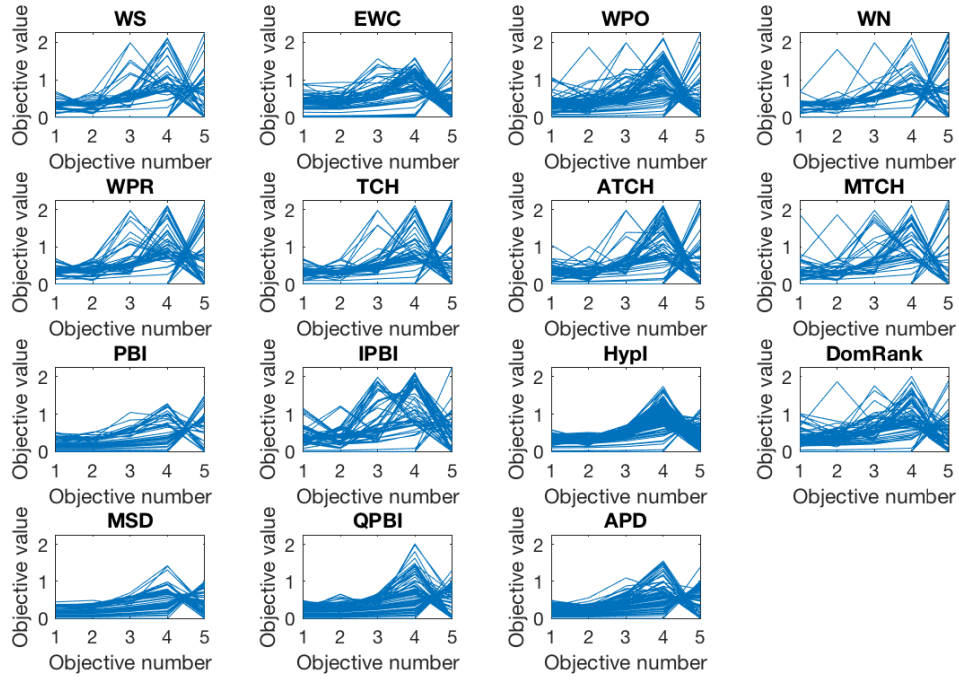 WS EWC WPO WN
Objective value Objective value Objective value Objective value
2 2 2 2
1 1 1 1
0 0 0 0
1 2 3 4 5 1 2 3 4 5 1 2 3 4 5 1 2 3 4 5
Objective number Objective number Objective number Objective number
WPR TCH ATCH MTCH
Objective value Objective value Objective value Objective value
2 2 2 2
1 1 1 1
0 0 0 0
1 2 3 4 5 1 2 3 4 5 1 2 3 4 5 1 2 3 4 5
Objective number Objective number Objective number Objective number
PBI IPBI HypI DomRank
Objective value Objective value Objective value Objective value
2 2 2 2
1 1 1 1
0 0 0 0
1 2 3 4 5 1 2 3 4 5 1 2 3 4 5 1 2 3 4 5
Objective number Objective number Objective number Objective number
MSD QPBI APD
Objective value Objective value Objective value
2 2 2
1 1 1
0 0 0
1 2 3 4 5 1 2 3 4 5 1 2 3 4 5
Objective number Objective number Objective number